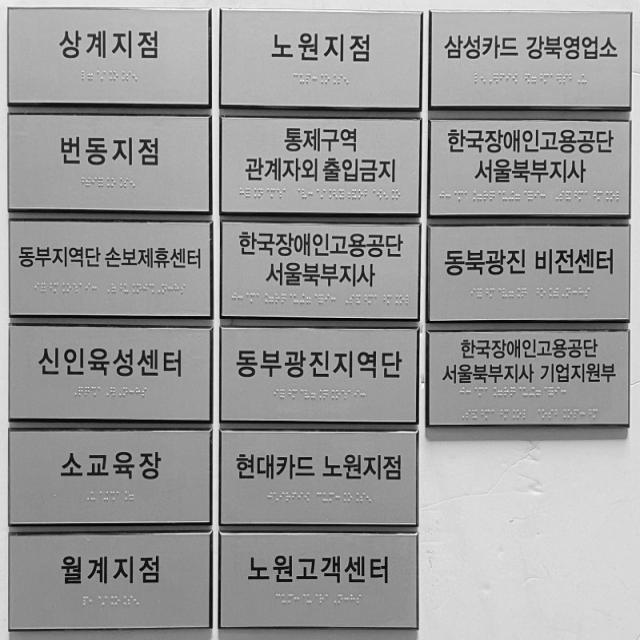 상계지점
번동지점
동부지역단 손보제휴센터
신인육성센터
소교육장
월계지점
노원지점
통제구역
관계자외 출입금지
한국장애인고용공단
서울북부지사
동부광진지역단
현대카드 노원지점
노원고객센터
삼성카드 강북영업소
한국장애인고용공단
서울북부지사
동북광진 비전센터
한국장애인고용공단
서울북부지사 기업지원부